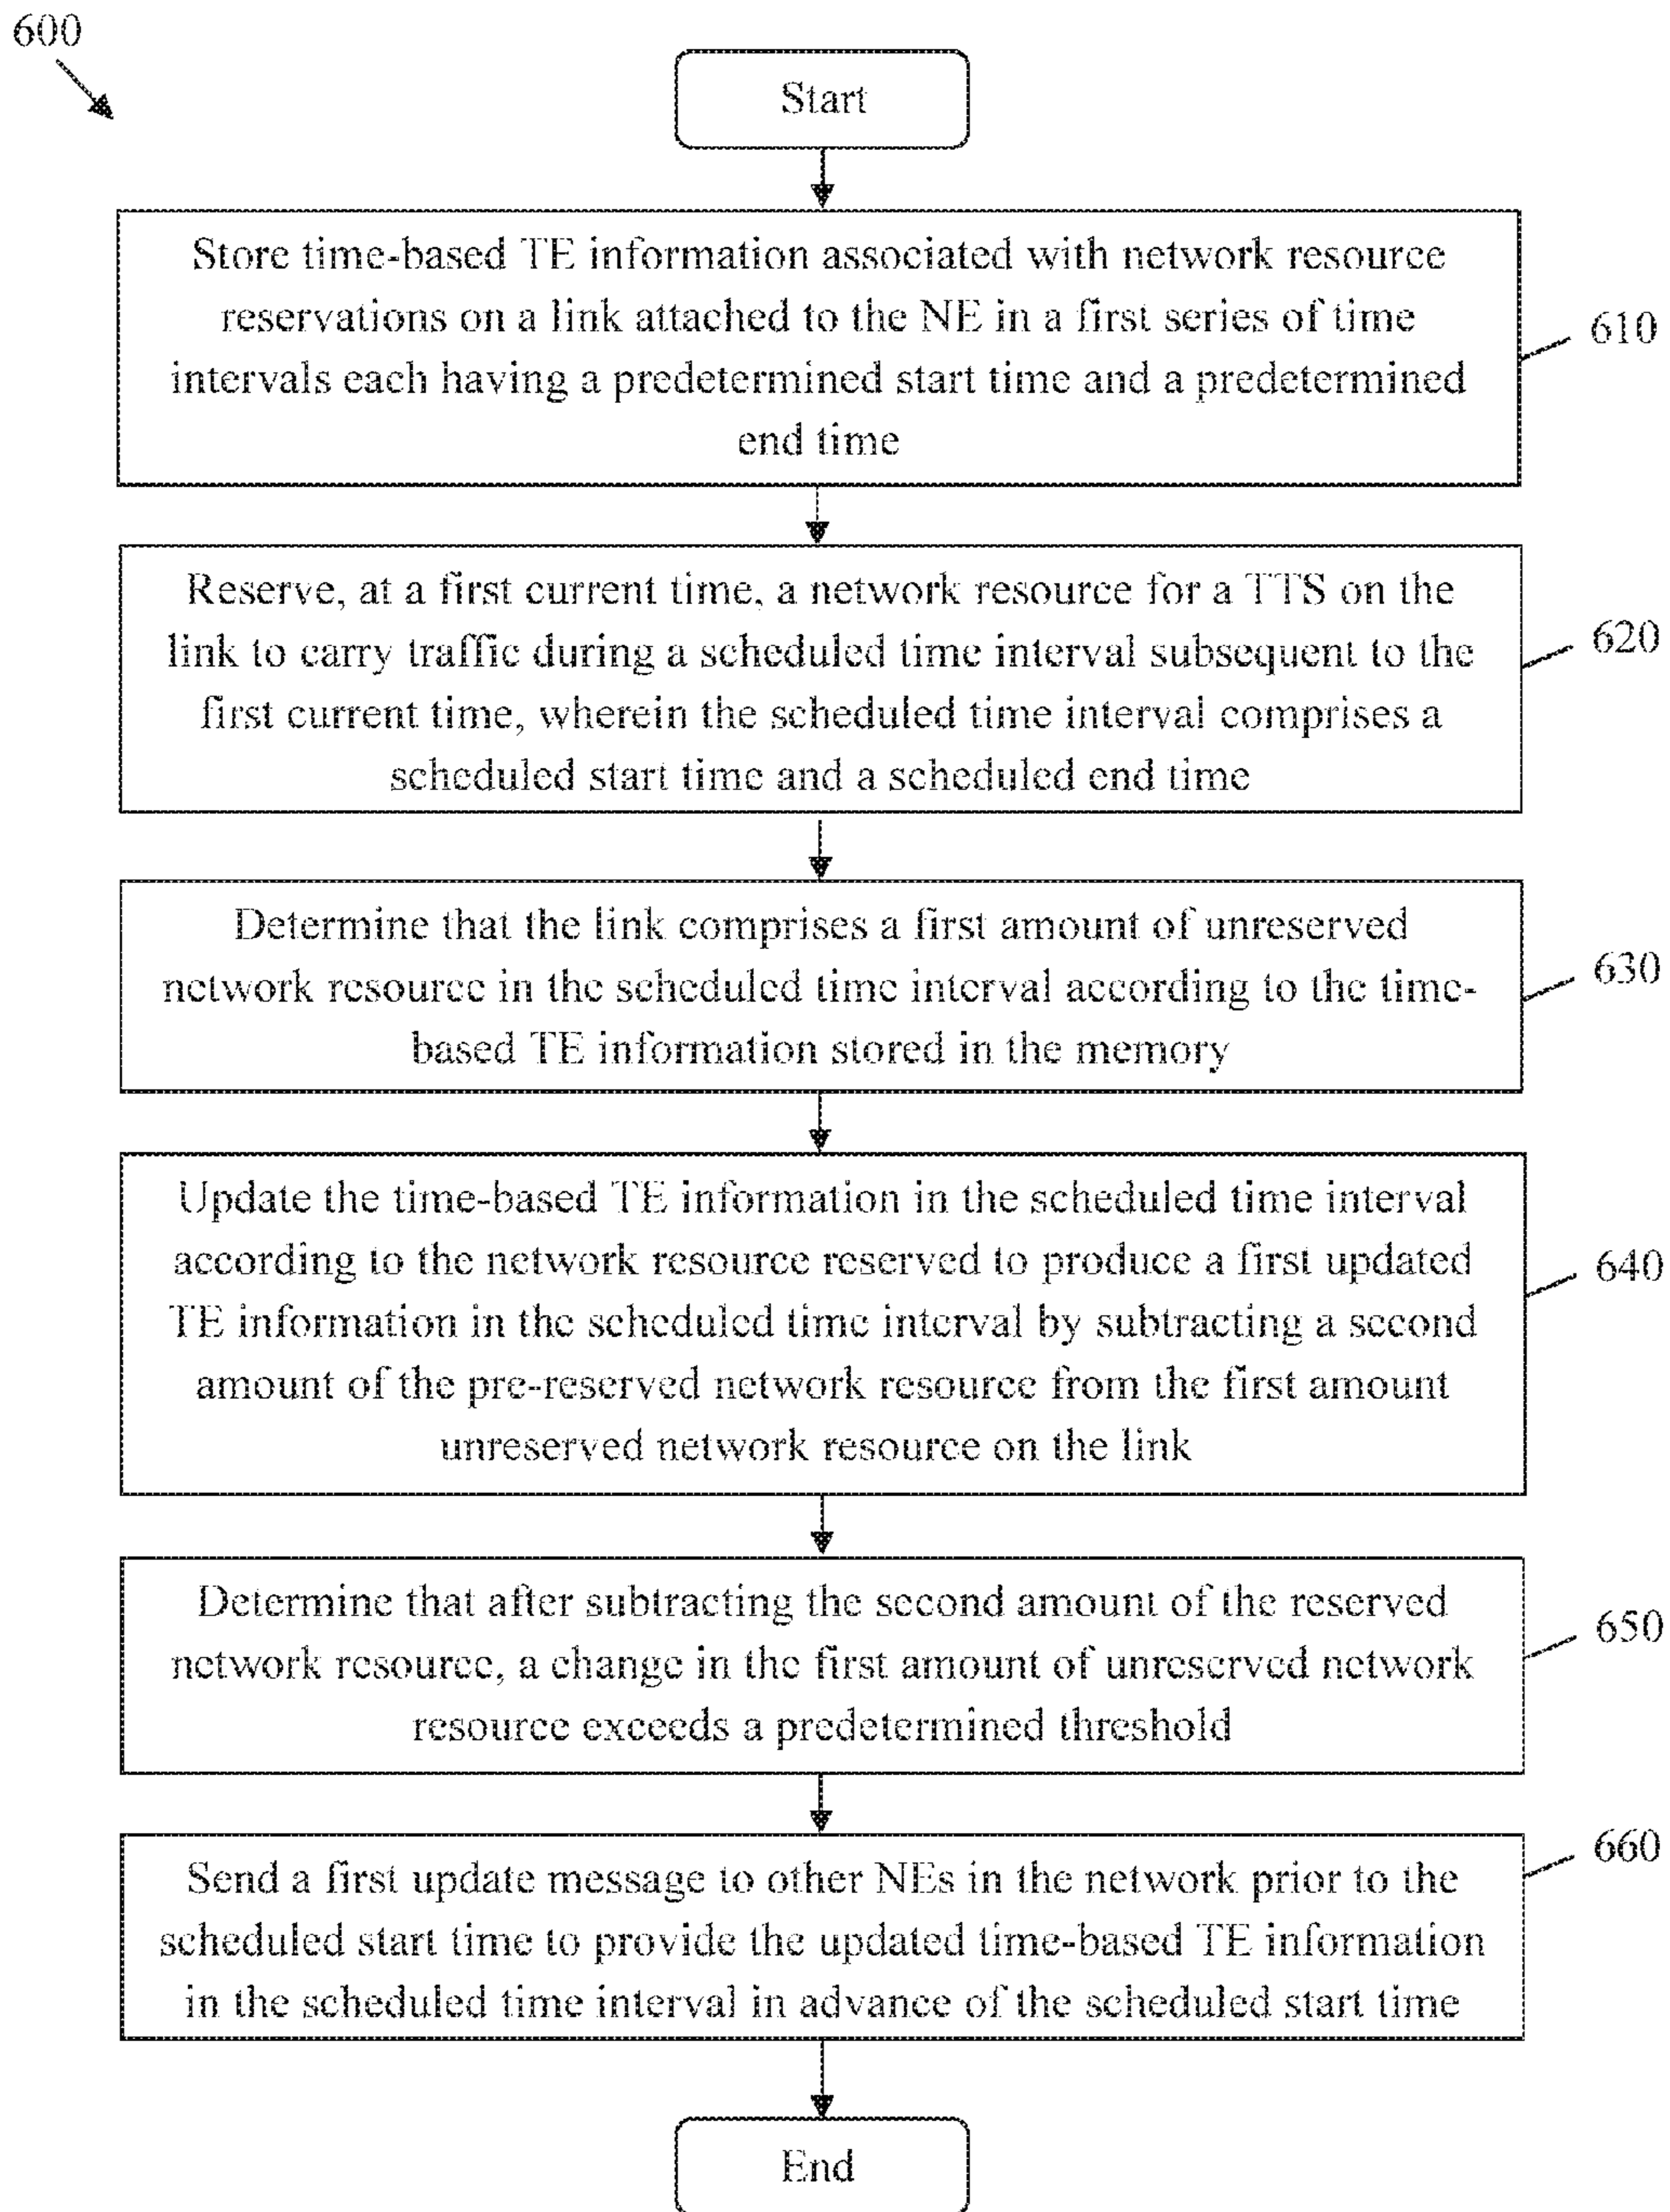 600
Start
Store time-based TE information associated with network resource
reservations on a link attached to the NE in a first series of time
intervals each having a predetermined start time and a predetermined
end time
610
Reserve, at a first current time, a network resource for a TTS on the
link to carry traffic during a scheduled time interval subsequent to the
first current time, wherein the scheduled time interval comprises a
scheduled start time and a scheduled end time
620
Determine that the link comprises a first amount of unreserved
network resource in the scheduled time interval according to the time-
based TE information stored in the memory
630
Update the time-based TE information in the scheduled time interval
according to the network resource reserved to produce a first updated
TE information in the scheduled time interval by subtracting a second
amount of the pre-reserved network resource from the first amount
unreserved network resource on the link
640
Determine that after subtracting the second amount of the reserved
network resource, a change in the first amount of unreserved network
resource exceeds a predetermined threshold
650
Send a first update message to other NEs in the network prior to the
scheduled start time to provide the updated time-based TE information
in the scheduled time interval in advance of the scheduled start time
660
End